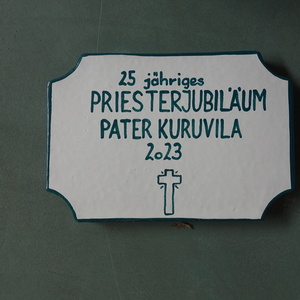 25 jähriges
PRIESTERJUBILÄUM
PATER KURUVILA
2023